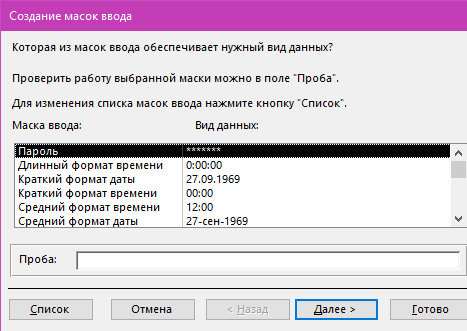 Создание масок ввода
Которая из масок ввода обеспечивает нужный вид данных?
Проверить работу выбранной маски можно в поле "Проба".
Для изменения списка масок ввода нажмите кнопку "Список".
Маска ввода: Вид данных:
Пароль *******
Длинный формат времени 0:00:00
Краткий формат даты 27.09.1969
Краткий формат времени 00:00
Средний формат времени 12:00
Средний формат даты 27-сен-1969
Проба:
Список Отмена < Назад Далее > Готово